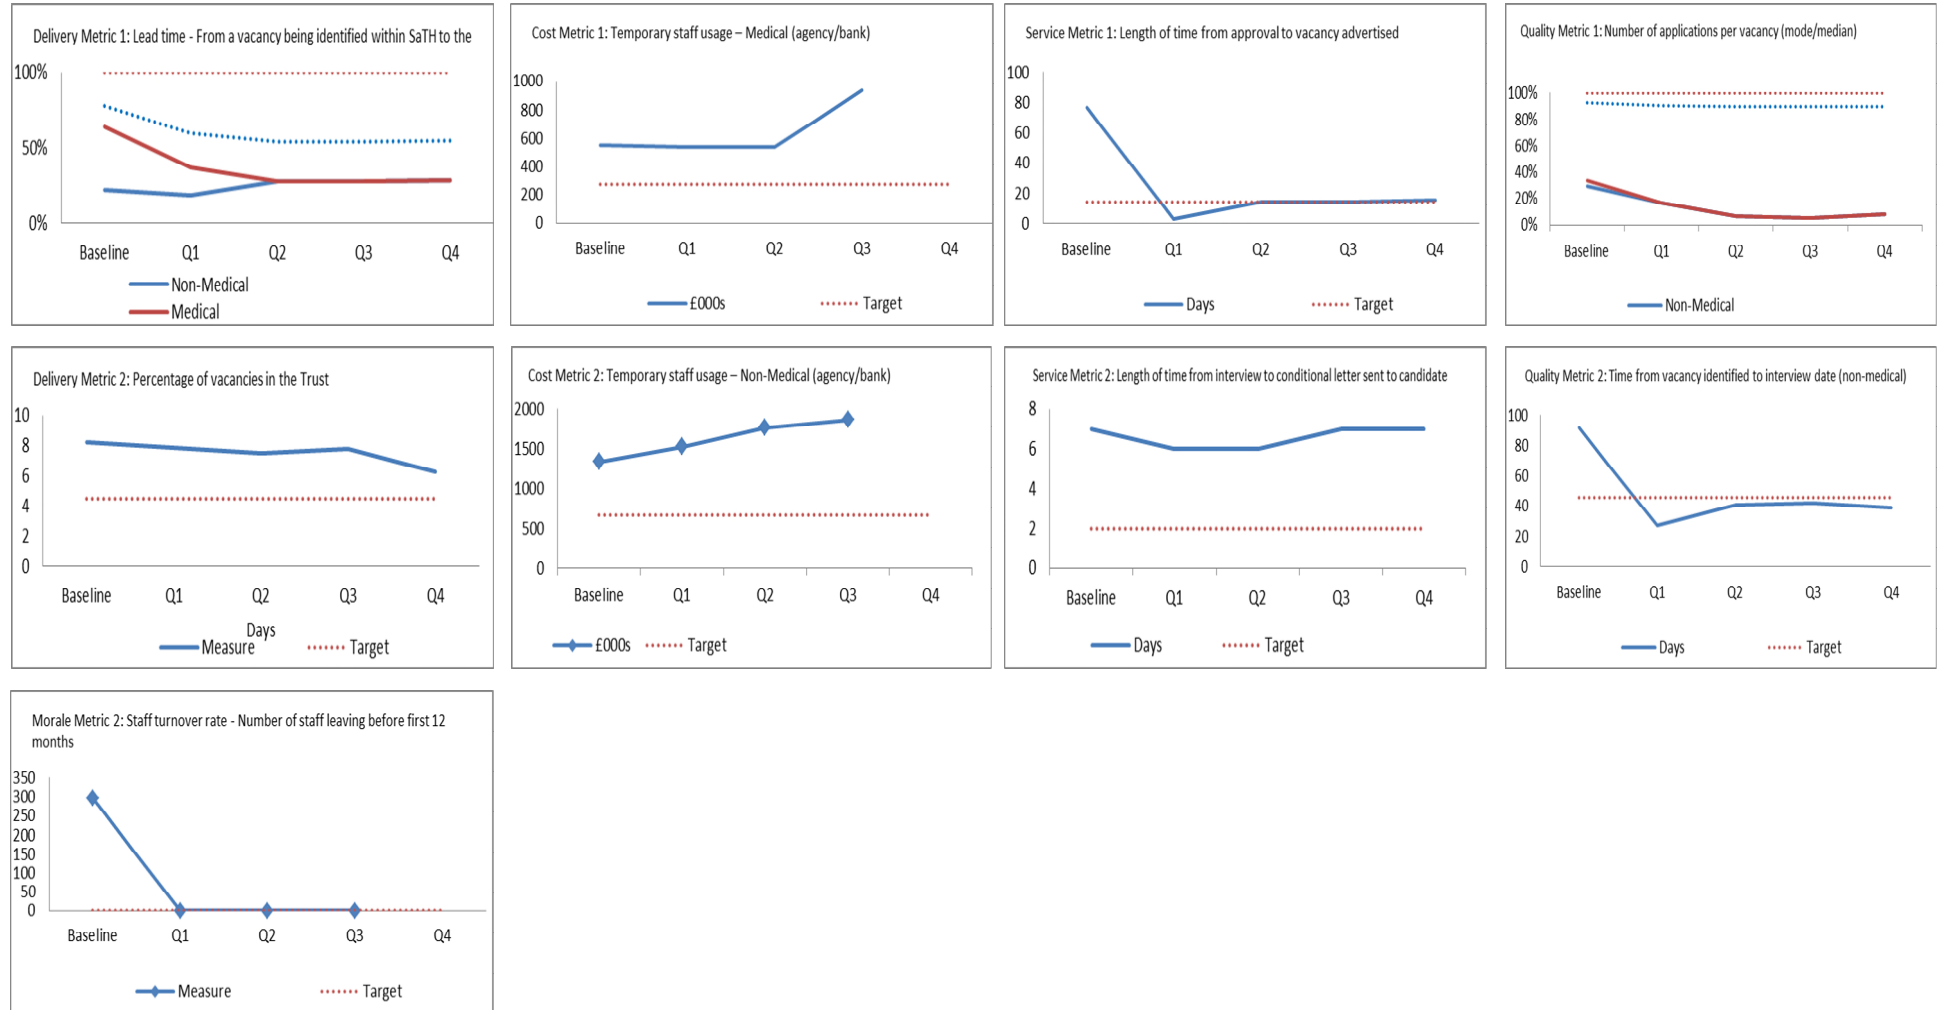 Delivery Metric 1: Lead time - From a vacancy being identified within SaTH to the
100%
50%
0%
Baseline Q1 Q2 Q3 Q4
Non-Medical
Medical
Cost Metric 1: Temporary staff usage – Medical (agency/bank)
1000
800
600
400
200
0
Baseline Q1 Q2 Q3 Q4
£000s Target
Service Metric 1: Length of time from approval to vacancy advertised
100
80
60
40
20
0
Baseline Q1 Q2 Q3 Q4
Days Target
Quality Metric 1: Number of applications per vacancy (mode/median)
100%
80%
60%
40%
20%
0%
Baseline Q1 Q2 Q3 Q4
Non-Medical
Delivery Metric 2: Percentage of vacancies in the Trust
10
8
6
4
2
0
Baseline Q1 Q2 Q3 Q4
Days
Measure Target
Cost Metric 2: Temporary staff usage – Non-Medical (agency/bank)
2000
1500
1000
500
0
Baseline Q1 Q2 Q3 Q4
£000s Target
Service Metric 2: Length of time from interview to conditional letter sent to candidate
8
6
4
2
0
Baseline Q1 Q2 Q3 Q4
Days Target
Quality Metric 2: Time from vacancy identified to interview date (non-medical)
100
80
60
40
20
0
Baseline Q1 Q2 Q3 Q4
Days Target
Morale Metric 2: Staff turnover rate - Number of staff leaving before first 12
months
350
300
250
200
150
100
50
0
Baseline Q1 Q2 Q3 Q4
Measure Target